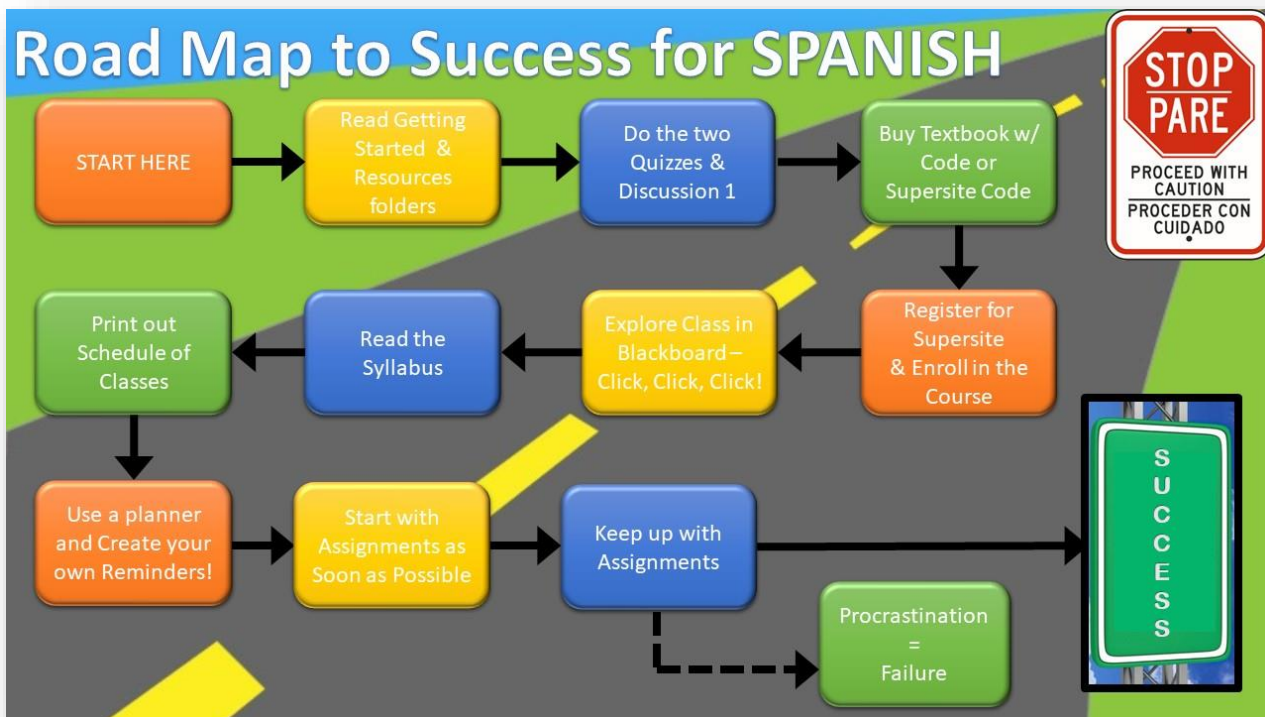 Road Map to Success for SPANISH
STOP
PARE
PROCEED WITH
CAUTION
PROCEDER CON
CUIDADO
START HERE
Read Getting
Started &
Resources
folders
Do the two
Quizzes &
Discussion 1
Buy Textbook w/
Code or
Supersite Code
Register for
Supersite
& Enroll in the
Course
Explore Class in
Blackboard –
Click, Click, Click!
Read the
Syllabus
Print out
Schedule of
Classes
Use a planner
and Create your
own Reminders!
Start with
Assignments as
Soon as Possible
Keep up with
Assignments
SUCCESS
Procrastination
=
Failure